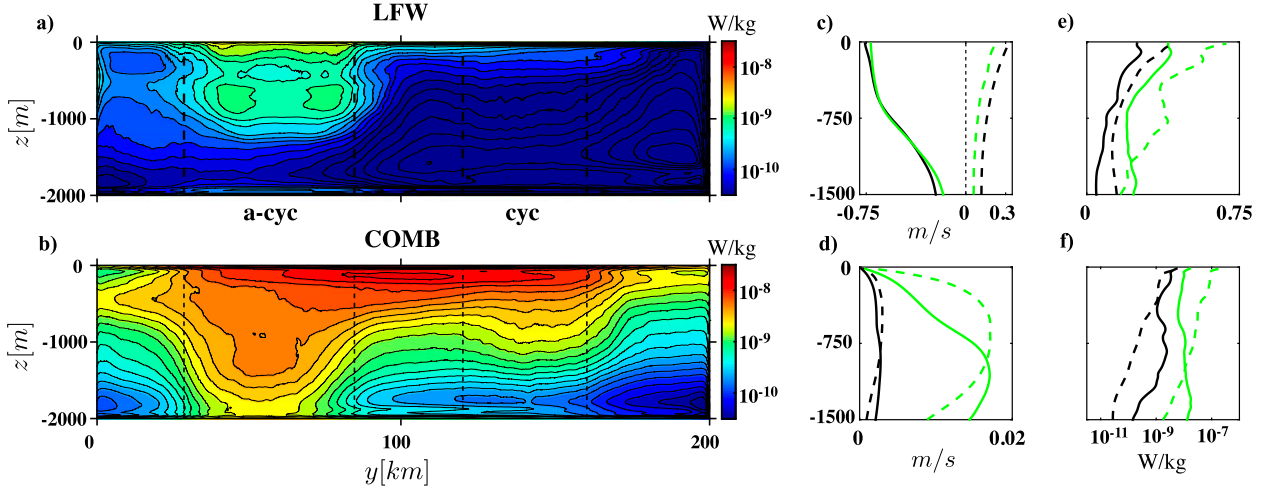 LFW
a)
W/kg
0
-1000
-2000
z[m]
10-8
10-9
10-10
a-cyc
cyc
COMB
b)
W/kg
0
-1000
-2000
z[m]
10-8
10-9
10-10
0
100
200
y[km]
c)
0
-750
-1500
-0.75
0
0.3
m/s
d)
0
-750
-1500
0
0.02
m/s
e)
0
0.75
f)
10-11
10-9
10-7
W/kg